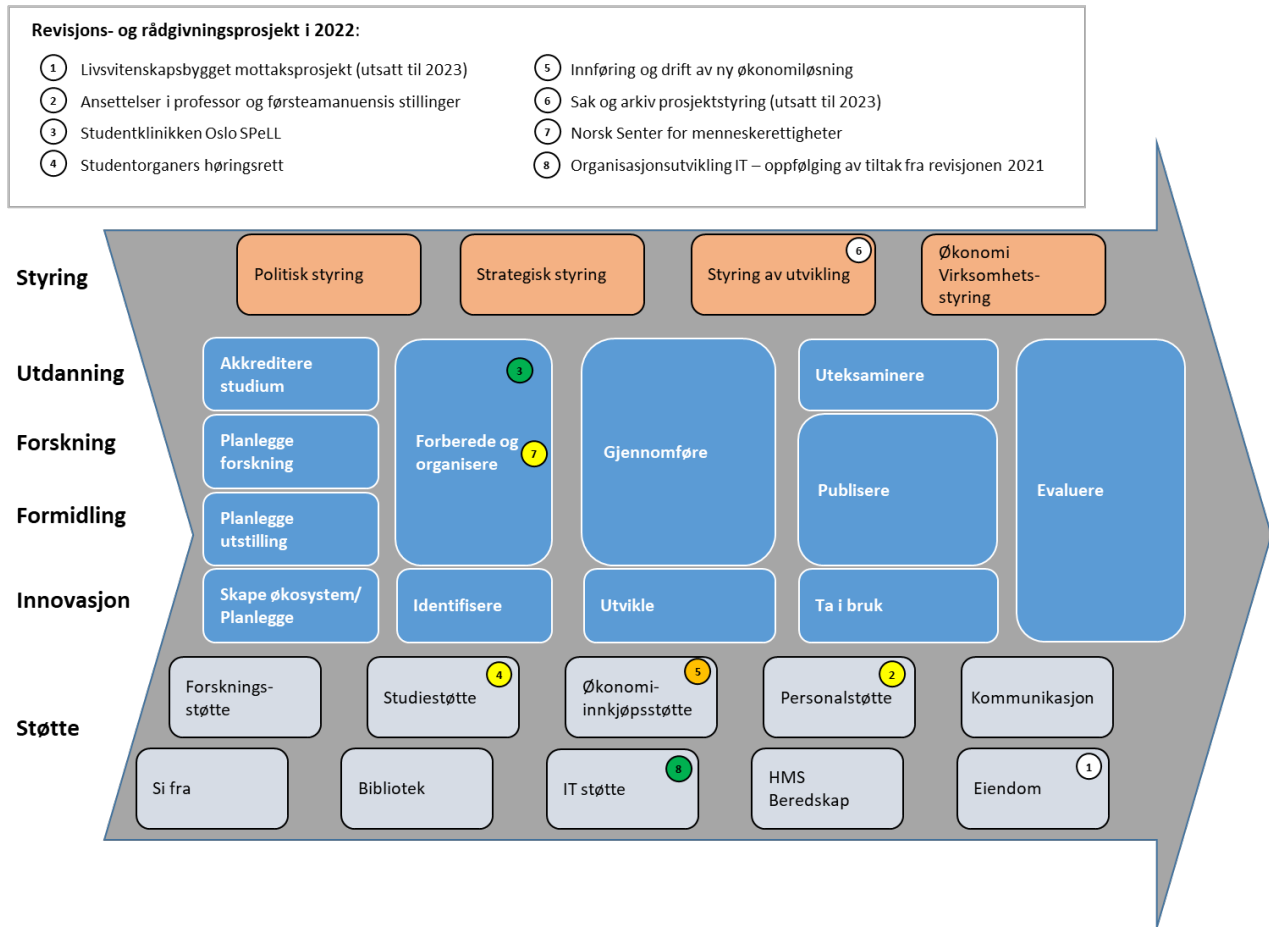 Revisjons- og rådgivningsprosjekt i 2022:
1 Livsvitenskapsbygget mottaksprosjekt (utsatt til 2023)
2 Ansettelser i professor og førsteamanuensis stillinger
3 Studentklinikken Oslo SPeLL
4 Studentorganers høringsrett
5 Innføring og drift av ny økonomiløsning
6 Sak og arkiv prosjektstyring (utsatt til 2023)
7 Norsk Senter for menneskerettigheter
8 Organisasjonsutvikling IT – oppfølging av tiltak fra revisjonen 2021
Styring
Politisk styring
Strategisk styring
Styring av utvikling
6
Økonomi
Virksomhets-
styring
Utdanning
Forskning
Formidling
Innovasjon
Akkreditere
studium
Planlegge
forskning
Planlegge
utstilling
Skape økosystem/
Planlegge
3
Forberede og
organisere
7
Identifisere
Gjennomføre
Utvikle
Uteksaminere
Publisere
Ta i bruk
Evaluere
Støtte
Forsknings-
støtte
Studiestøtte
4
Økonomi-
innkjøpsstøtte
5
Personalstøtte
2
Kommunikasjon
Si fra
Bibliotek
IT støtte
8
HMS
Beredskap
Eiendom
1